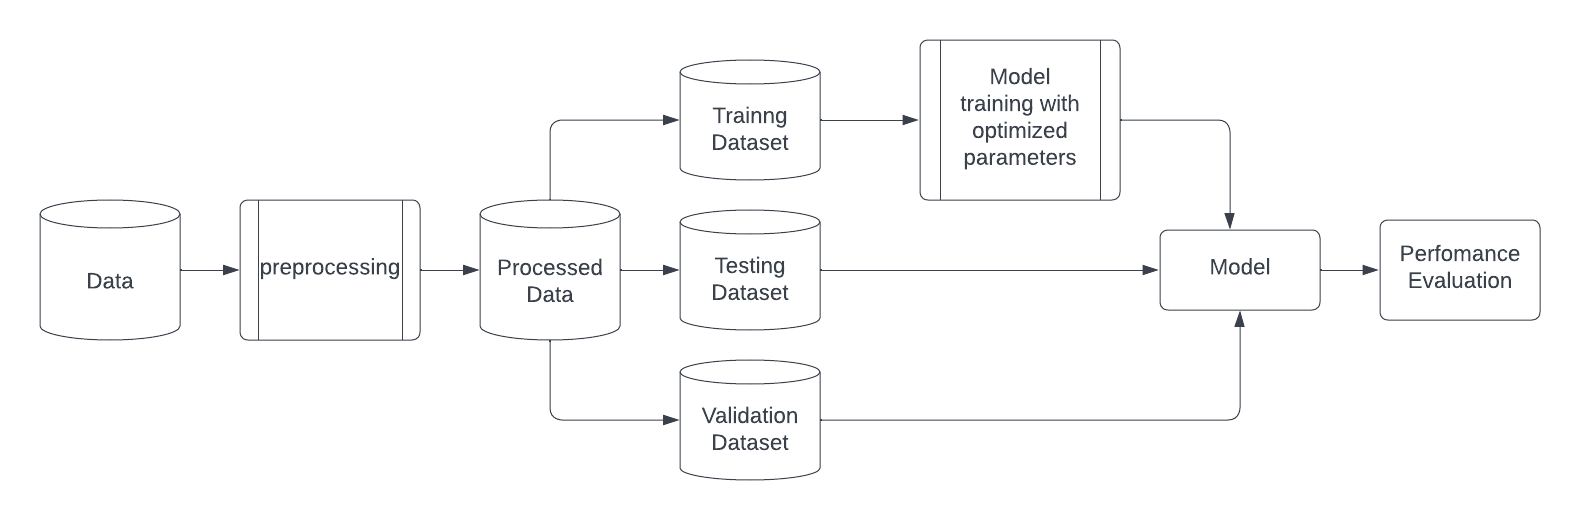 Data
preprocessing
Processed
Data
Trainng
Dataset
Testing
Dataset
Validation
Dataset
Model
training with
optimized
parameters
Model
Perfomance
Evaluation